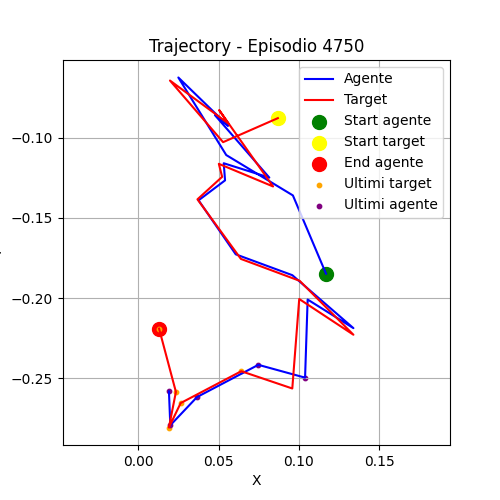 Trajectory - Episodio 4750
Agente
Target
Start agente
Start target
End agente
Ultimi target
Ultimi agente
−0.10
−0.15
−0.20
−0.25
0.00
0.05
0.10
0.15
X